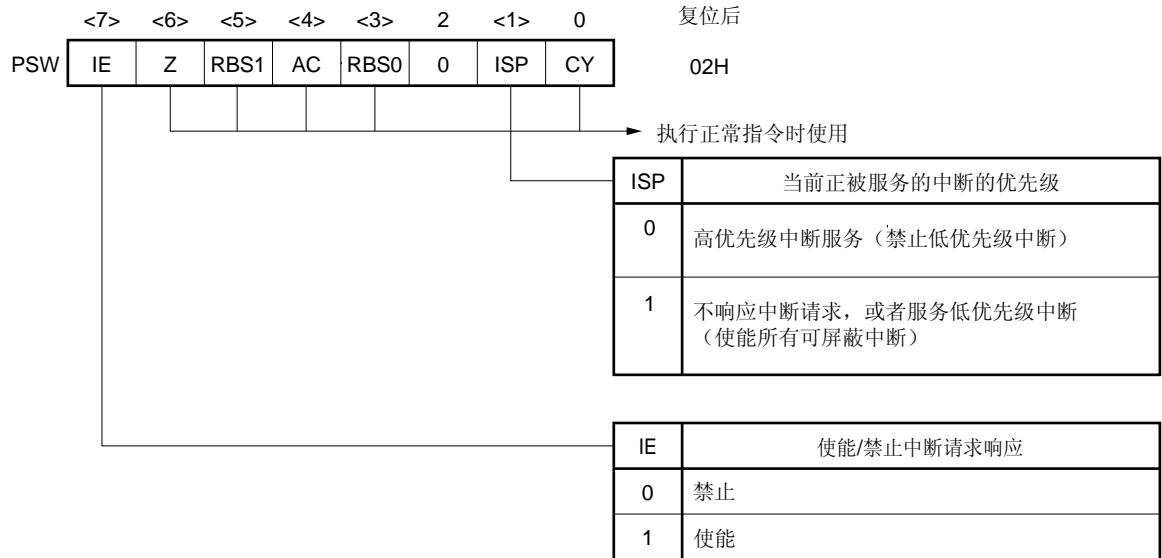 <7> <6> <5> <4> <3> 2 <1> 0 复位后
PSW IE Z RBS1 AC RBS0 0 ISP CY 02H
执行正常指令时使用
ISP 当前正被服务的中断的优先级
0 高优先级中断服务（禁止低优先级中断）
1 不响应中断请求，或者服务低优先级中断
（使能所有可屏蔽中断）
IE 使能/禁止中断请求响应
0 禁止
1 使能